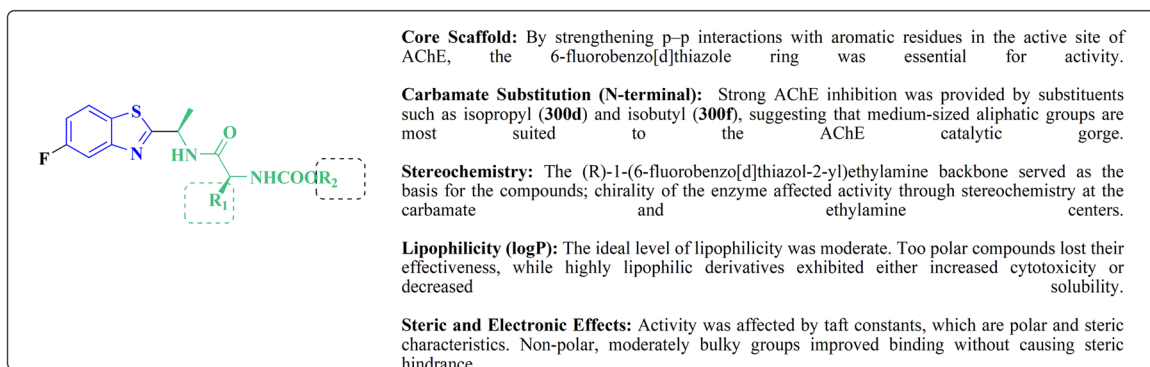 S
N
F
HN
O
NHCOOR2
R1
Core Scaffold: By strengthening p–p interactions with aromatic residues in the active site of
AChE, the 6-fluorobenzo[d]thiazole ring was essential for activity.
Carbamate Substitution (N-terminal): Strong AChE inhibition was provided by substituents
such as isopropyl (300d) and isobutyl (300f), suggesting that medium-sized aliphatic groups are
most suited to the AChE catalytic gorge.
Stereochemistry: The (R)-1-(6-fluorobenzo[d]thiazol-2-yl)ethylamine backbone served as the
basis for the compounds; chirality of the enzyme affected activity through stereochemistry at the
carbamate and ethylamine centers.
Lipophilicity (logP): The ideal level of lipophilicity was moderate. Too polar compounds lost their
effectiveness, while highly lipophilic derivatives exhibited either increased cytotoxicity or
decreased solubility.
Steric and Electronic Effects: Activity was affected by taft constants, which are polar and steric
characteristics. Non-polar, moderately bulky groups improved binding without causing steric
hindrance